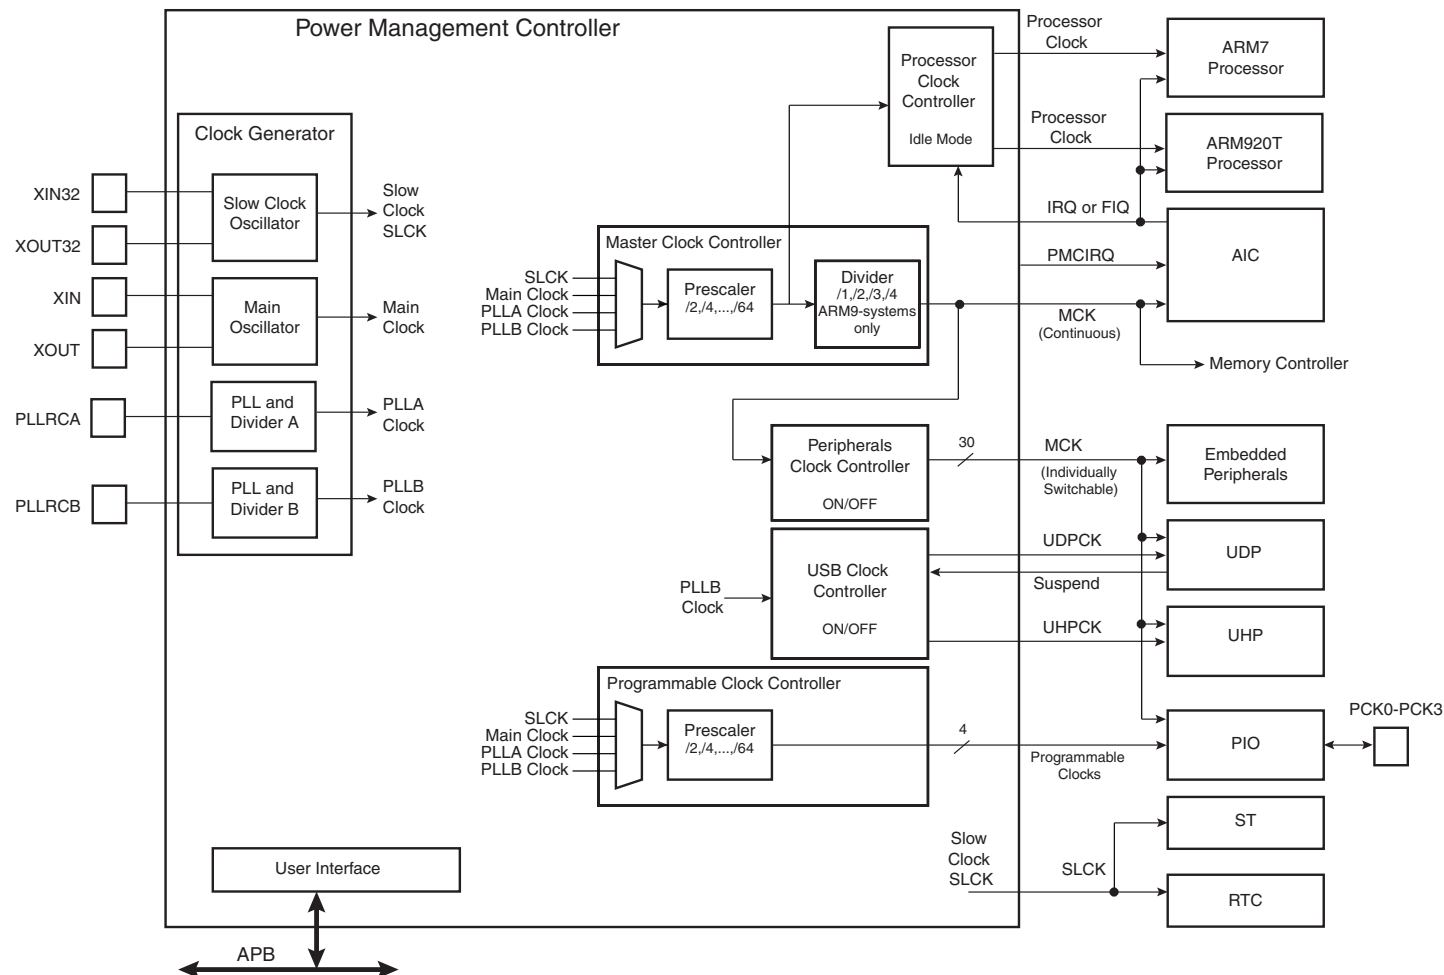 Power Management Controller
Processor
Clock
ARM7
Processor
Processor
Clock
Controller
Idle Mode
Processor
Clock
ARM920T
Processor
Clock Generator
XIN32
XOUT32
Slow Clock
Oscillator
Slow
Clock
SLCK
IRQ or FIQ
PMCIRQ
AIC
MCK
(Continuous)
Memory Controller
Master Clock Controller
SLCK
Main Clock
PLLA Clock
PLLB Clock
Prescaler
/2,/4,...,/64
Divider
/1,/2,/3,/4
ARM9-systems
only
XIN
XOUT
Main
Oscillator
Main
Clock
PLLRCA
PLL and
Divider A
PLLA
Clock
PLLRCB
PLL and
Divider B
PLLB
Clock
Peripherals
Clock Controller
ON/OFF
30
MCK
(Individually
Switchable)
Embedded
Peripherals
PLLB
Clock
USB Clock
Controller
ON/OFF
UDPCK
Suspend
UDP
UHPCK
UHP
Programmable Clock Controller
SLCK
Main Clock
PLLA Clock
PLLB Clock
Prescaler
/2,/4,...,/64
4
Programmable
Clocks
PIO
PCK0-PCK3
Slow
Clock
SLCK
SLCK
ST
RTC
User Interface
APB